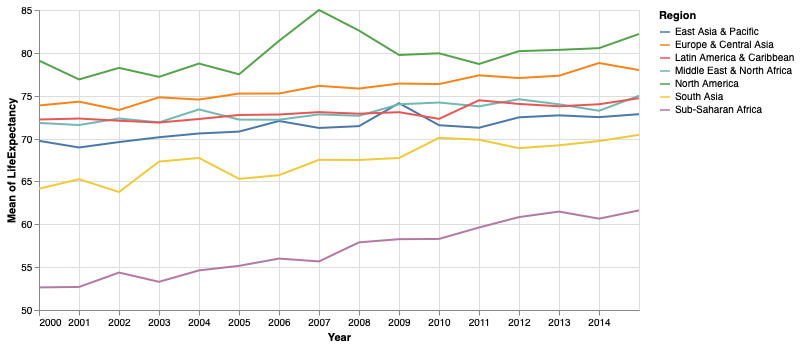 85
80
75
70
65
60
55
50
Mean of LifeExpectancy
2000 2001 2002 2003 2004 2005 2006 2007 2008 2009 2010 2011 2012 2013 2014
Year
Region
East Asia & Pacific
Europe & Central Asia
Latin America & Caribbean
Middle East & North Africa
North America
South Asia
Sub-Saharan Africa